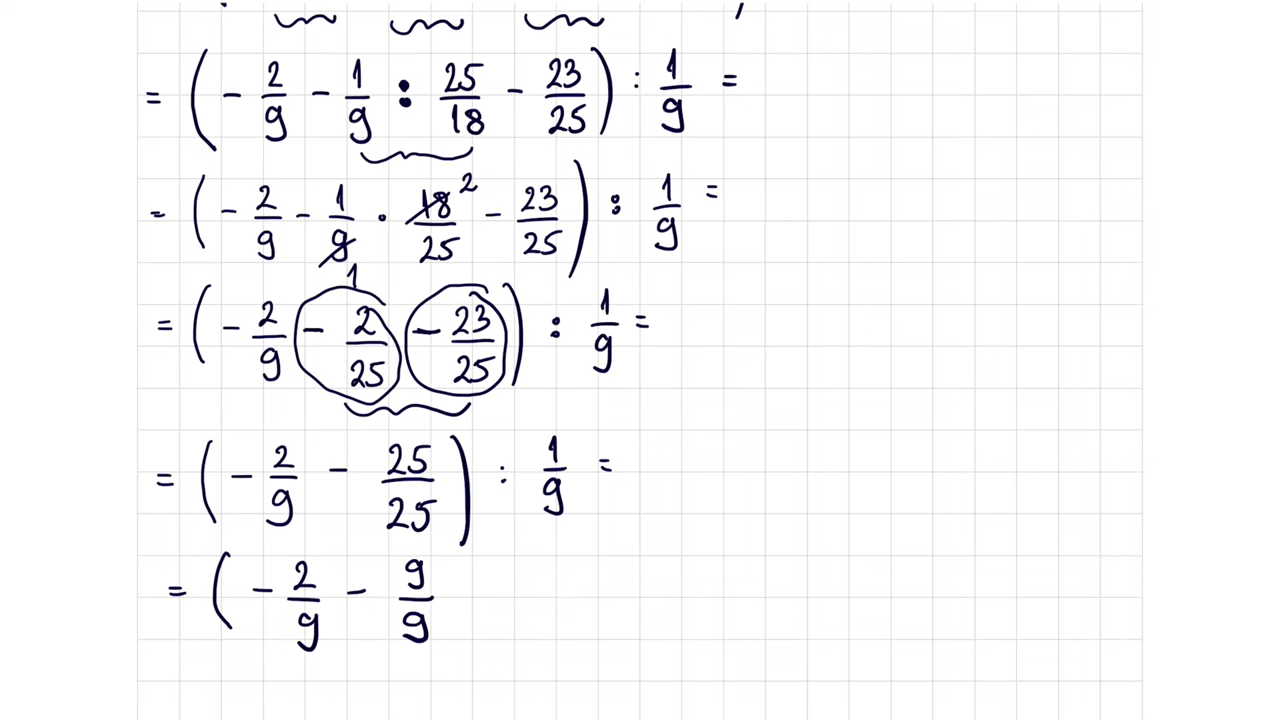 = ( - 2/9 - 1/9 : 25/18 - 23/25 ) : 1/9 =
= ( - 2/9 - 1/9 1 · 18/25 2 - 23/25 ) : 1/9 =
= ( - 2/9 - 2/25 - 23/25 ) : 1/9 =
= ( - 2/9 - 25/25 ) : 1/9 =
= ( - 2/9 - 9/9